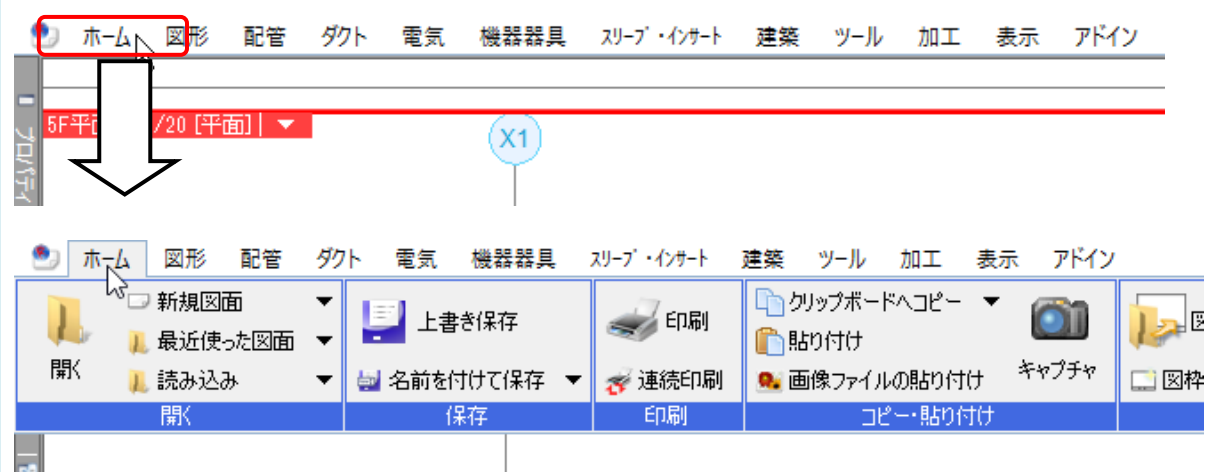 ホーム 図形 配管 ダクト 電気 機器器具 ｽﾘｰﾌﾞ・ｲﾝｻｰﾄ 建築 ツール 加工 表示 アドイン
プロパティ
5F平 /20 [平面]
X1
ホーム 図形 配管 ダクト 電気 機器器具 ｽﾘｰﾌﾞ・ｲﾝｻｰﾄ 建築 ツール 加工 表示 アドイン
開く
新規図面
最近使った図面
読み込み
開く
上書き保存
名前を付けて保存
保存
印刷
連続印刷
印刷
クリップボードへコピー
貼り付け
画像ファイルの貼り付け
キャプチャ
コピー・貼り付け
図枠